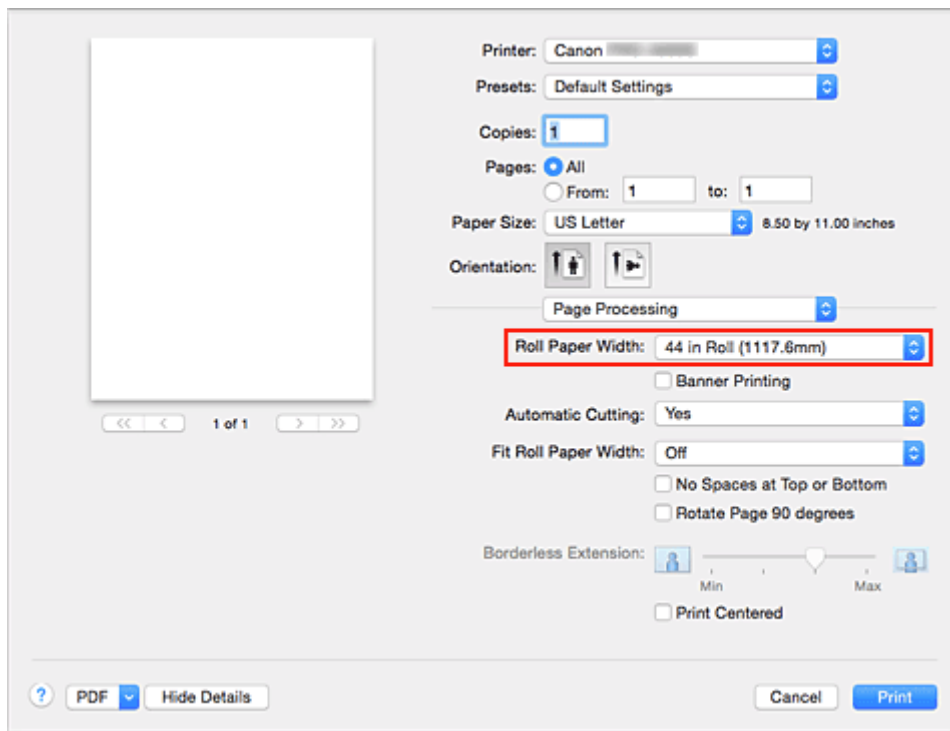 Printer: Canon
Presets: Default Settings
Copies: 1
Pages: All
From: 1 to: 1
Paper Size: US Letter 8.50 by 11.00 inches
Orientation:
Page Processing
Roll Paper Width: 44 in Roll (1117.6mm)
Banner Printing
1 of 1
Automatic Cutting: Yes
Fit Roll Paper Width: Off
No Spaces at Top or Bottom
Rotate Page 90 degrees
Borderless Extension:
Min Max
Print Centered
? PDF Hide Details Cancel Print